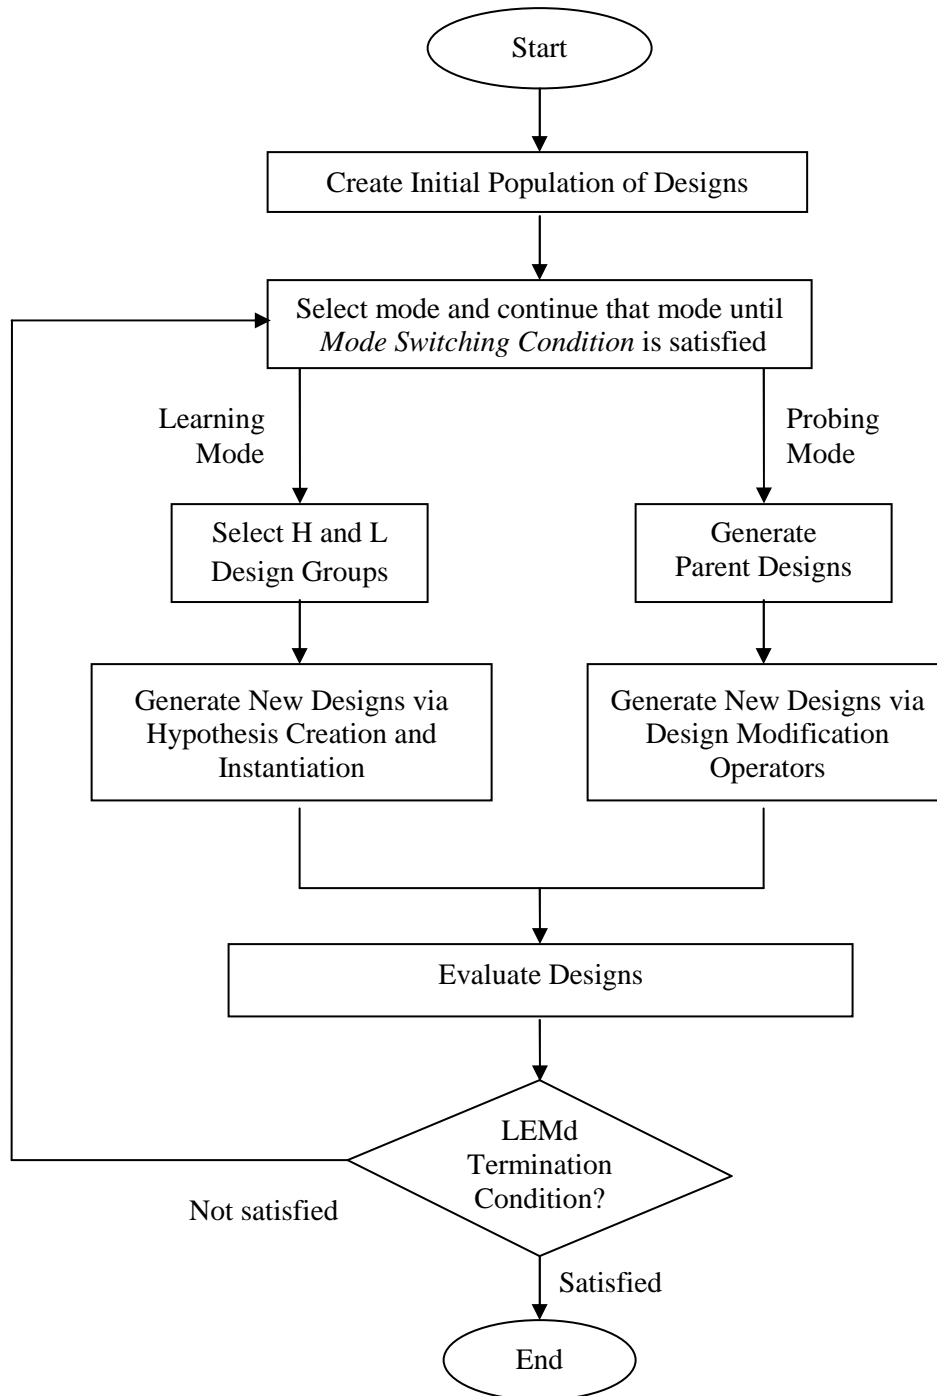 Start
Create Initial Population of Designs
Select mode and continue that mode until
Mode Switching Condition is satisfied
Learning
Mode
Probing
Mode
Select H and L
Design Groups
Generate
Parent Designs
Generate New Designs via
Hypothesis Creation and
Instantiation
Generate New Designs via
Design Modification
Operators
Evaluate Designs
LEMd
Termination
Condition?
Not satisfied
Satisfied
End